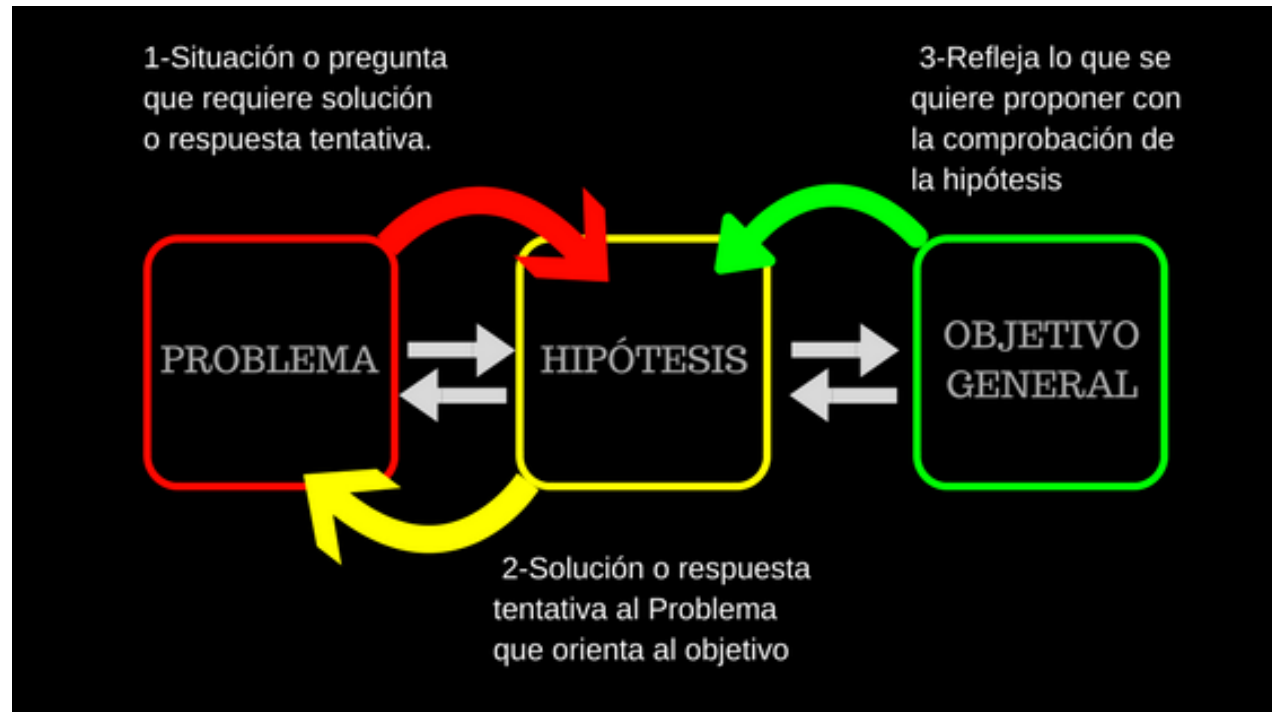 1-Situación o pregunta
que requiere solución
o respuesta tentativa.
3-Refleja lo que se
quiere proponer con
la comprobación de
la hipótesis
PROBLEMA
HIPÓTESIS
OBJETIVO
GENERAL
2-Solución o respuesta
tentativa al Problema
que orienta al objetivo